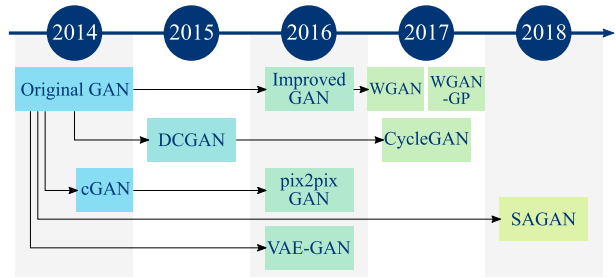 2014
2015
2016
2017
2018
Original GAN
Improved
GAN
WGAN
WGAN
-GP
DCGAN
CycleGAN
cGAN
pix2pix
GAN
SAGAN
VAE-GAN